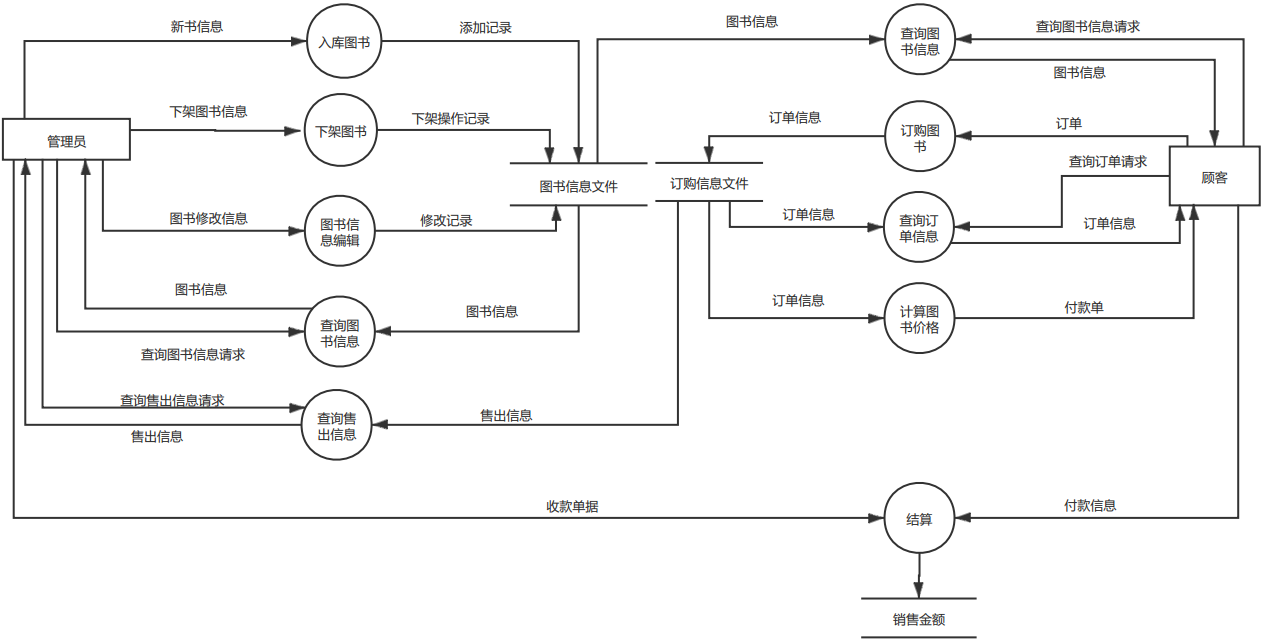 新书信息
入库图书
添加记录
图书信息
查询图
书信息
查询图书信息请求
图书信息
下架图书信息
下架图书
下架操作记录
订单信息
订购图
书
订单
管理员
图书信息文件
订购信息文件
查询订单请求
顾客
图书修改信息
图书信
息编辑
修改记录
订单信息
查询订
单信息
订单信息
图书信息
查询图
书信息
图书信息
订单信息
计算图
书价格
付款单
查询图书信息请求
查询售出信息请求
查询售
出信息
售出信息
售出信息
收款单据
结算
付款信息
销售金额